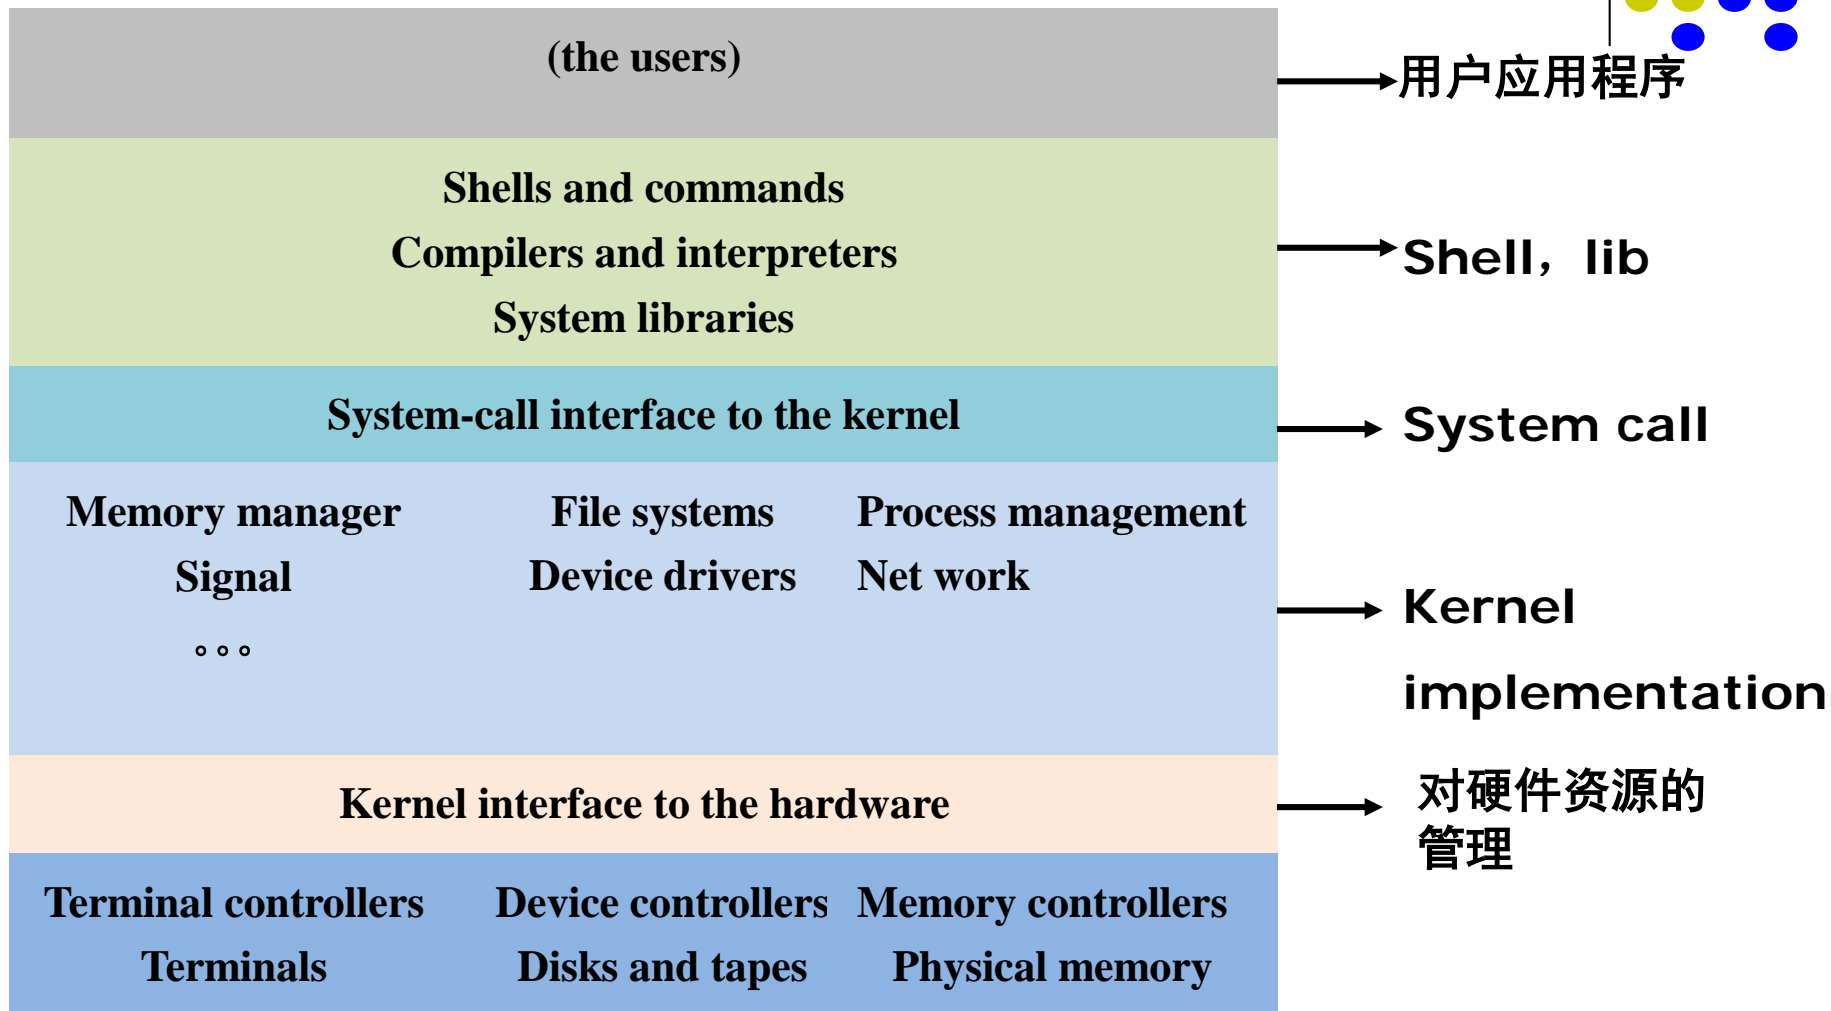 (the users)
用户应用程序
Shells and commands
Compilers and interpreters
System libraries
Shell，lib
System-call interface to the kernel
System call
Memory manager File systems Process management
Signal Device drivers Net work
。。。
Kernel
implementation
Kernel interface to the hardware
对硬件资源的
管理
Terminal controllers Device controllers Memory controllers
Terminals Disks and tapes Physical memory